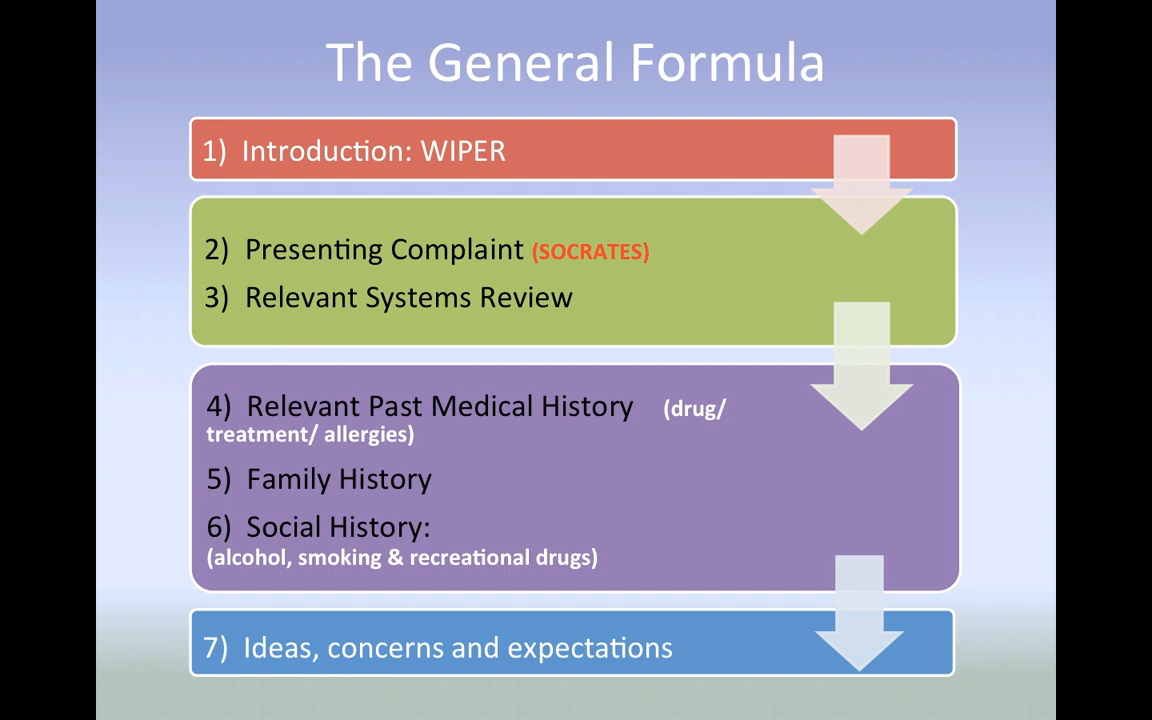 The General Formula
1) Introduction: WIPER
2) Presenting Complaint (SOCRATES)
3) Relevant Systems Review
4) Relevant Past Medical History (drug/
treatment/ allergies)
5) Family History
6) Social History:
(alcohol, smoking & recreational drugs)
7) Ideas, concerns and expectations